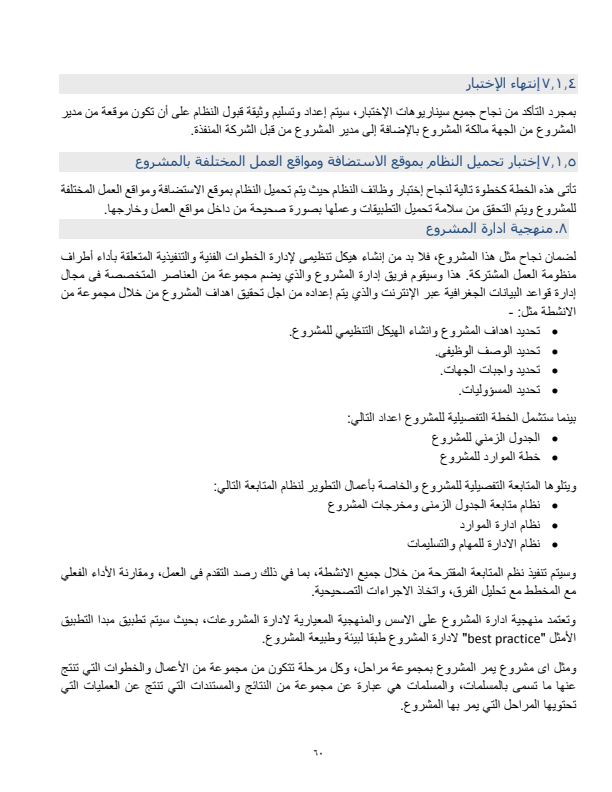 ٧,١,٤إنتهاء الإختبار
بمجرد التأكد من نجاح جميع سيناريوهات الإختبار، سيتم إعداد وتسليم وثيقة قبول النظام على أن تكون موقعة من مدير
المشروع من الجهة مالكة المشروع بالإضافة إلى مدير المشروع من قبل الشركة المنفذة.
٧,١,٥إختبار تحميل النظام بموقع الاستضافة ومواقع العمل المختلفة بالمشروع
تأتى هذه الخطة كخطوة تالية لنجاح إختبار وظائف النظام حيث يتم تحميل النظام بموقع الاستضافة ومواقع العمل المختلفة
للمشروع ويتم التحقق من سلامة تحميل التطبيقات وعملها بصورة صحيحة من داخل مواقع العمل وخارجها.
٨. منهجية ادارة المشروع
لضمان نجاح مثل هذا المشروع، فلا بد من إنشاء هيكل تنظيمى لإدارة الخطوات الفنية والتنفيذية المتعلقة بأداء أطراف
منظومة العمل المشتركة. هذا وسيقوم فريق إدارة المشروع والذي يضم مجموعة من العناصر المتخصصة فى مجال
إدارة قواعد البيانات الجغرافية عبر الإنترنت والذي يتم إعداده من اجل تحقيق اهداف المشروع من خلال مجموعة من
الانشطة مثل: -
● تحديد اهداف المشروع وانشاء الهيكل التنظيمي للمشروع.
● تحديد الوصف الوظيفى.
● تحديد واجبات الجهات.
● تحديد المسؤوليات.
بينما ستشمل الخطة التفصيلية للمشروع اعداد التالي:
● الجدول الزمني للمشروع
● خطة الموارد للمشروع
ويتلوها المتابعة التفصيلية للمشروع والخاصة بأعمال التطوير لنظام المتابعة التالي:
● نظام متابعة الجدول الزمنى ومخرجات المشروع
● نظام ادارة الموارد
● نظام الادارة للمهام والتسليمات
وسيتم تنفيذ نظم المتابعة المقترحة من خلال جميع الانشطة، بما في ذلك رصد التقدم فى العمل، ومقارنة الأداء الفعلي
مع المخطط مع تحليل الفرق، واتخاذ الاجراءات التصحيحية.
وتعتمد منهجية ادارة المشروع على الاسس والمنهجية المعيارية لادارة المشروعات، بحيث سيتم تطبيق مبدا التطبيق
الأمثل "best practice" لادارة المشروع طبقا لبيئة وطبيعة المشروع.
ومثل اى مشروع يمر المشروع بمجموعة مراحل، وكل مرحلة تتكون من مجموعة من الأعمال والخطوات التي تنتج
عنها ما تسمى بالمسلمات، والمسلمات هي عبارة عن مجموعة من النتائج والمستندات التي تنتج عن العمليات التي
تحتويها المراحل التي يمر بها المشروع.
٦٠